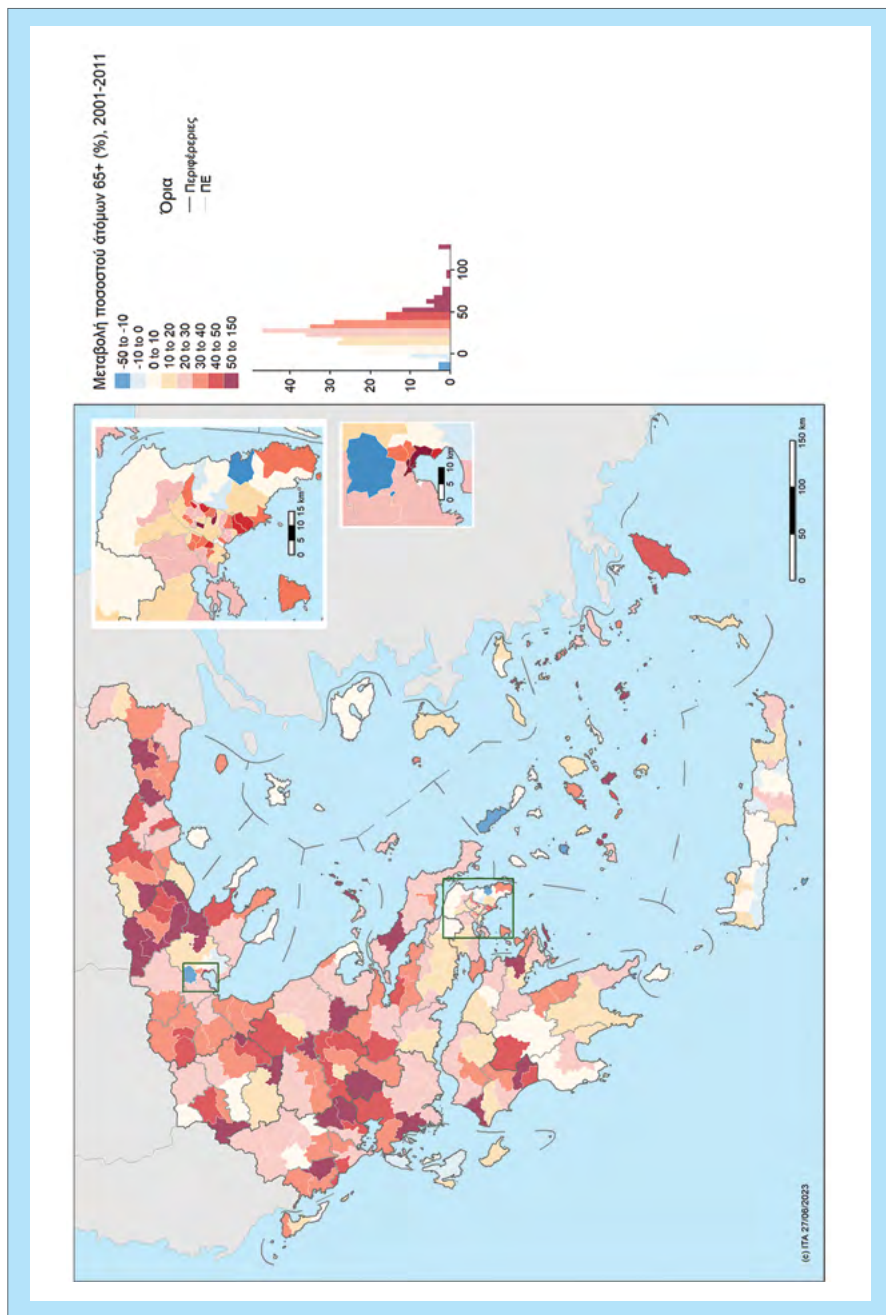 Μεταβολή ποσοστού άτόμων 65+ (%), 2001-2011
-50 to -10
-10 to 0
0 to 10
10 to 20
20 to 30
30 to 40
40 to 50
50 to 150
Όρια
Περιφέρεριες
ΠΕ
40
30
20
10
0
0
50
100
0 5 10 15 km
0 5 10 km
0 50 100 150 km
(c) ITA 27/06/2023